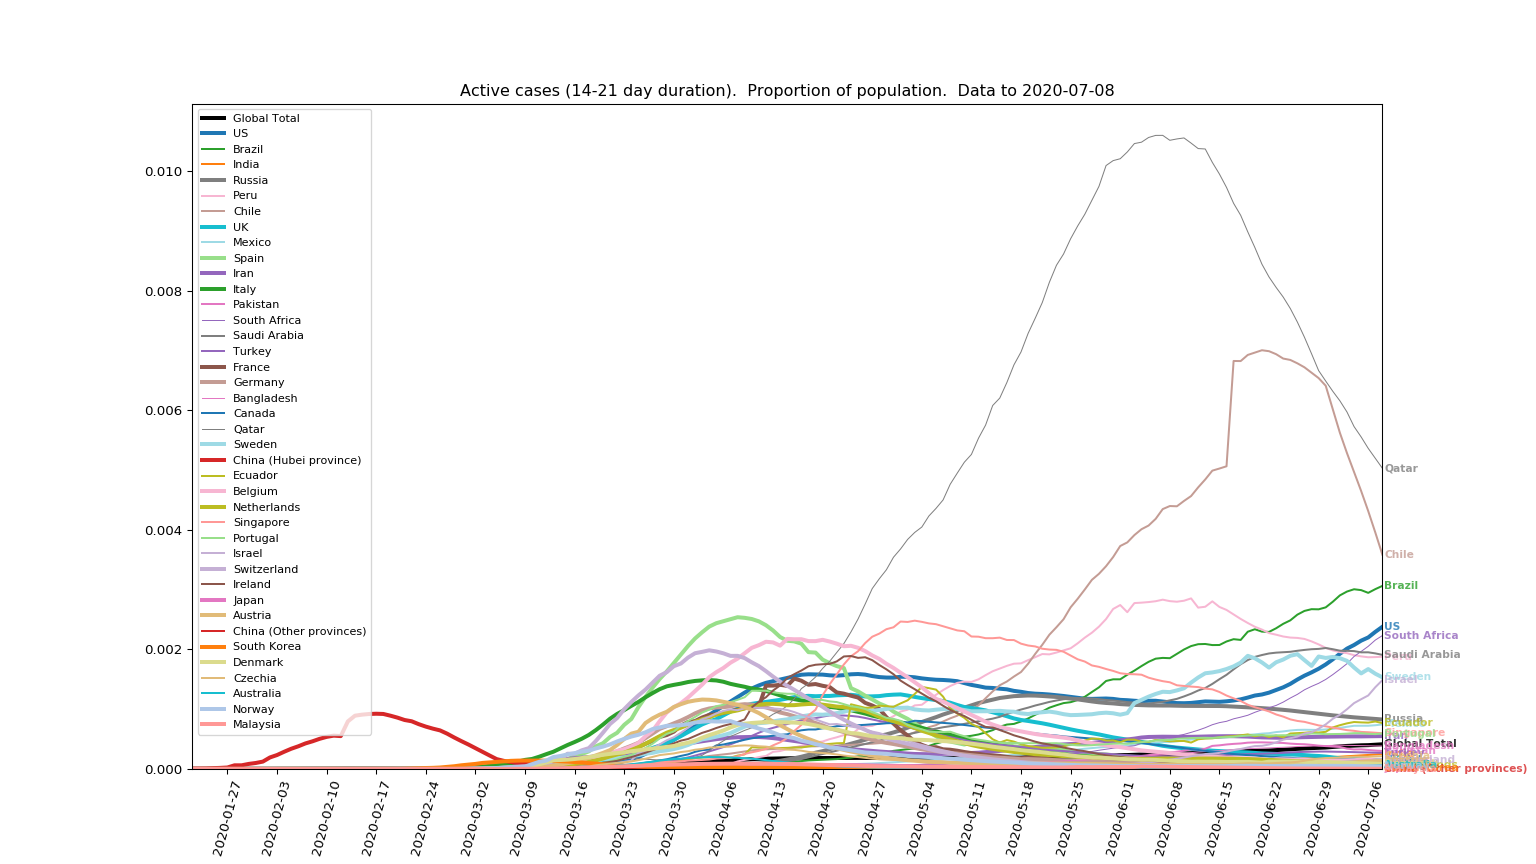 Active cases (14-21 day duration).  Proportion of population.  Data to 2020-07-08
Global Total
US
Brazil
India
Russia
Peru
Chile
UK
Mexico
Spain
Iran
Italy
Pakistan
South Africa
Saudi Arabia
Turkey
France
Germany
Bangladesh
Canada
Qatar
Sweden
China (Hubei province)
Ecuador
Belgium
Netherlands
Singapore
Portugal
Israel
Switzerland
Ireland
Japan
Austria
China (Other provinces)
South Korea
Denmark
Czechia
Australia
Norway
Malaysia
0.010
0.008
0.006
0.004
0.002
0.000
Qatar
Chile
Brazil
US
South Africa
Saudi Arabia
Sweden
Israel
Russia
Singapore
Global Total
China (Other provinces)
2020-01-27
2020-02-03
2020-02-10
2020-02-17
2020-02-24
2020-03-02
2020-03-09
2020-03-16
2020-03-23
2020-03-30
2020-04-06
2020-04-13
2020-04-20
2020-04-27
2020-05-04
2020-05-11
2020-05-18
2020-05-25
2020-06-01
2020-06-08
2020-06-15
2020-06-22
2020-06-29
2020-07-06